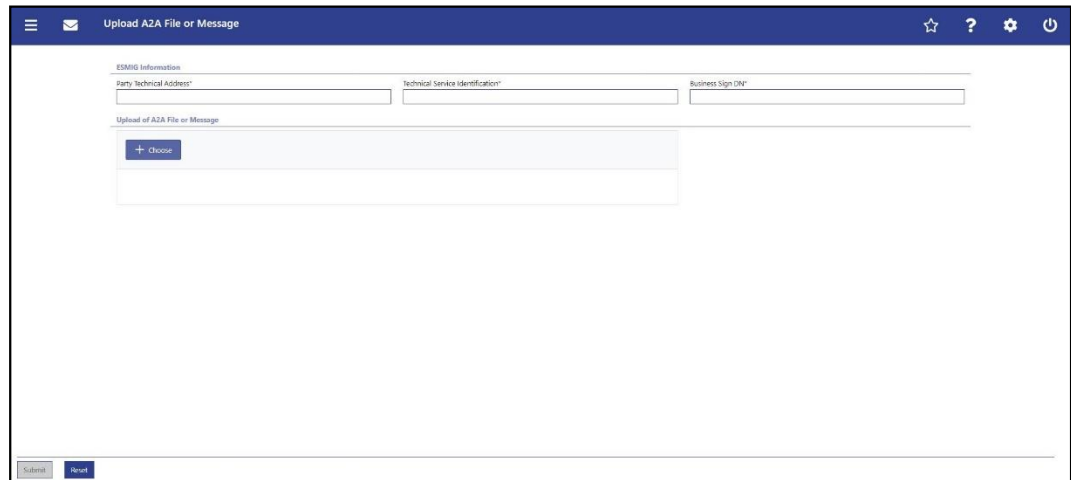 Upload A2A File or Message
?
ESMIG Information
Party Technical Address* Technical Service Identification* Business Sign DN*
Upload of A2A File or Message
+ Choose
Submit Reset